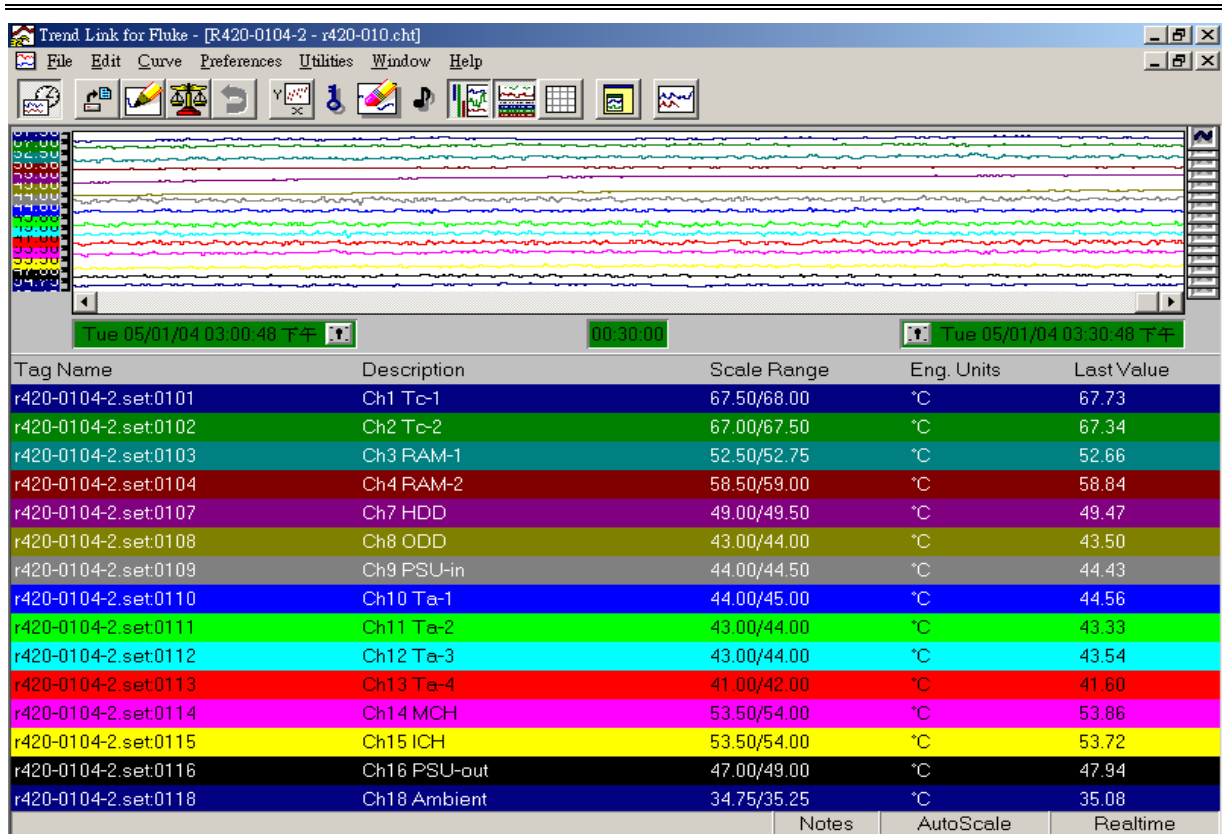 Trend Link for Fluke - [R420-0104-2 - r420-010.cht]
File Edit Curve Preferences Utilities Window Help
Tue 05/01/04 03:00:48 下午 00:30:00 Tue 05/01/04 03:30:48 下午
Tag Name Description Scale Range Eng. Units Last Value
r420-0104-2.set:0101 Ch1 Tc-1 67.50/68.00 °C 67.73
r420-0104-2.set:0102 Ch2 Tc-2 67.00/67.50 °C 67.34
r420-0104-2.set:0103 Ch3 RAM-1 52.50/52.75 °C 52.66
r420-0104-2.set:0104 Ch4 RAM-2 58.50/59.00 °C 58.84
r420-0104-2.set:0107 Ch7 HDD 49.00/49.50 °C 49.47
r420-0104-2.set:0108 Ch8 ODD 43.00/44.00 °C 43.50
r420-0104-2.set:0109 Ch9 PSU-in 44.00/44.50 °C 44.43
r420-0104-2.set:0110 Ch10 Ta-1 44.00/45.00 °C 44.56
r420-0104-2.set:0111 Ch11 Ta-2 43.00/44.00 °C 43.33
r420-0104-2.set:0112 Ch12 Ta-3 43.00/44.00 °C 43.54
r420-0104-2.set:0113 Ch13 Ta-4 41.00/42.00 °C 41.60
r420-0104-2.set:0114 Ch14 MCH 53.50/54.00 °C 53.86
r420-0104-2.set:0115 Ch15 ICH 53.50/54.00 °C 53.72
r420-0104-2.set:0116 Ch16 PSU-out 47.00/49.00 °C 47.94
r420-0104-2.set:0118 Ch18 Ambient 34.75/35.25 °C 35.08
Notes AutoScale Realtime